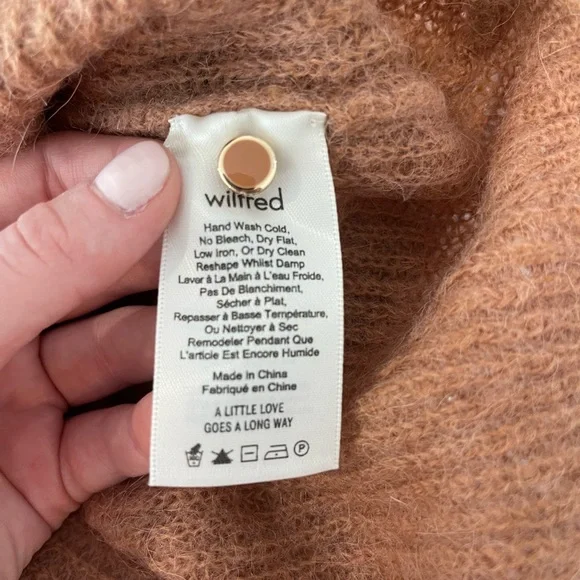 wilfred
Hand Wash Cold,
No Bleach, Dry Flat,
Low Iron, Or Dry Clean
Reshape Whilst Damp
Laver à La Main à L'eau Froide,
Pas De Blanchiment,
Sécher à Plat,
Repasser à Basse Température,
Ou Nettoyer à Sec
Remodeler Pendant Que
L'article Est Encore Humide
Made in China
Fabriqué en Chine
A LITTLE LOVE
GOES A LONG WAY
P